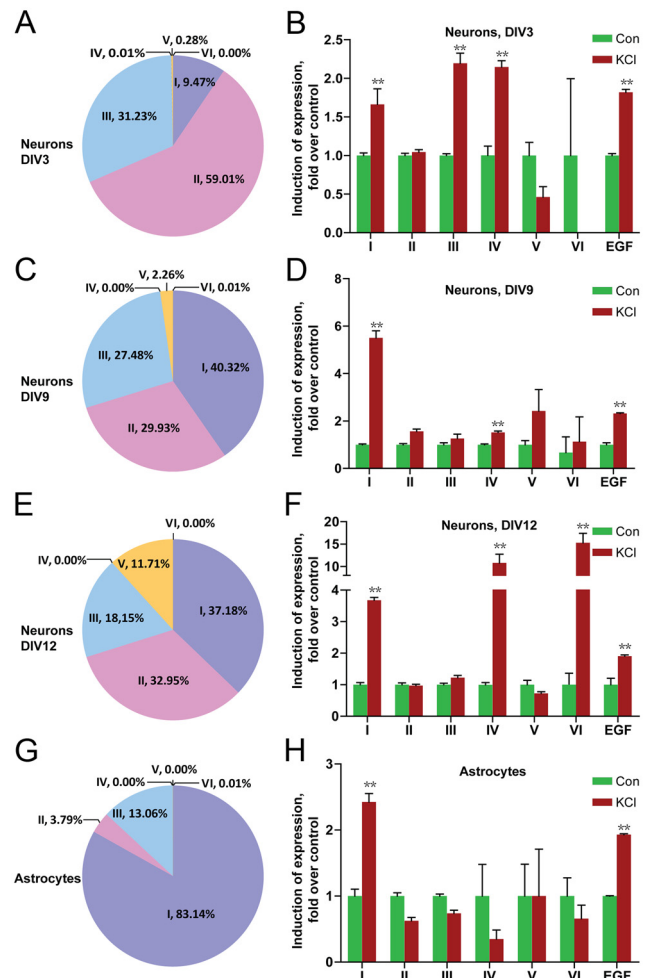 A
V, 0.28%
IV, 0.01%
VI, 0.00%
I, 9.47%
III, 31.23%
Neurons
DIV3
II, 59.01%
B
Neurons, DIV3
Con
KCl
Induction of expression,
fold over control
2.5
2.0
1.5
1.0
0.5
0.0
**
**
**
**
I II III IV V VI EGF
C
V, 2.26%
IV, 0.00%
VI, 0.01%
III, 27.48%
I, 40.32%
Neurons
DIV9
II, 29.93%
D
Neurons, DIV9
Con
KCl
Induction of expression,
fold over control
8
6
4
2
0
**
**
**
I II III IV V VI EGF
E
VI, 0.00%
IV, 0.00%
V, 11.71%
I, 37.18%
III, 18,15%
Neurons
DIV12
II, 32.95%
F
Neurons, DIV12
Con
KCl
Induction of expression,
fold over control
20
15
10
4
3
2
1
0
**
**
**
**
I II III IV V VI EGF
G
V, 0.00%
IV, 0.00%
VI, 0.01%
III, 13.06%
II, 3.79%
Astrocytes
I, 83.14%
H
Astrocytes
Con
KCl
Induction of expression,
fold over control
3
2
1
0
**
**
I II III IV V VI EGF